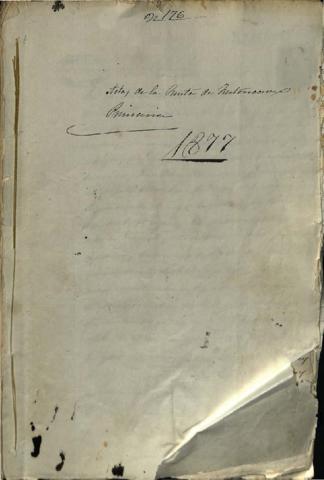 Nº 176
Actas de la Junta de Instruccion
Primaria
1877